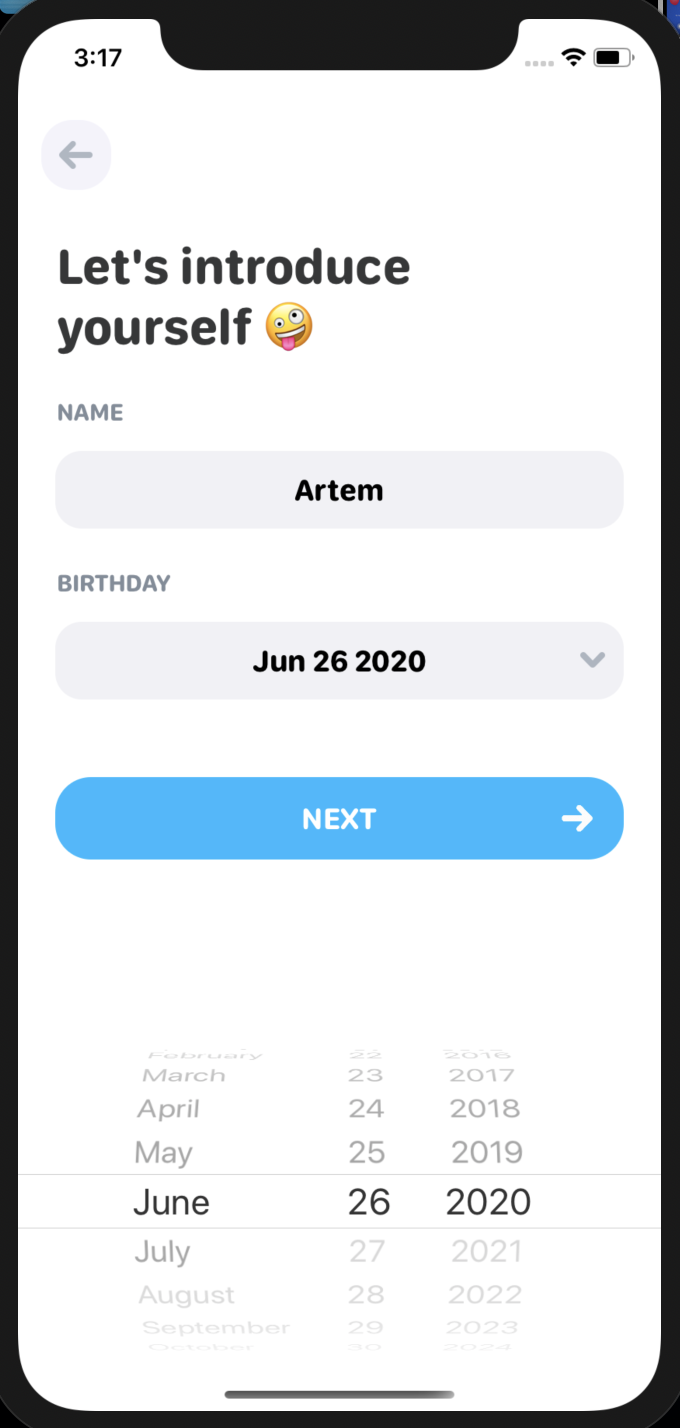 3:17
Let's introduce
yourself 🤪
NAME
Artem
BIRTHDAY
Jun 26 2020
NEXT
February 22 2016
March 23 2017
April 24 2018
May 25 2019
June 26 2020
July 27 2021
August 28 2022
September 29 2023
October 30 2024